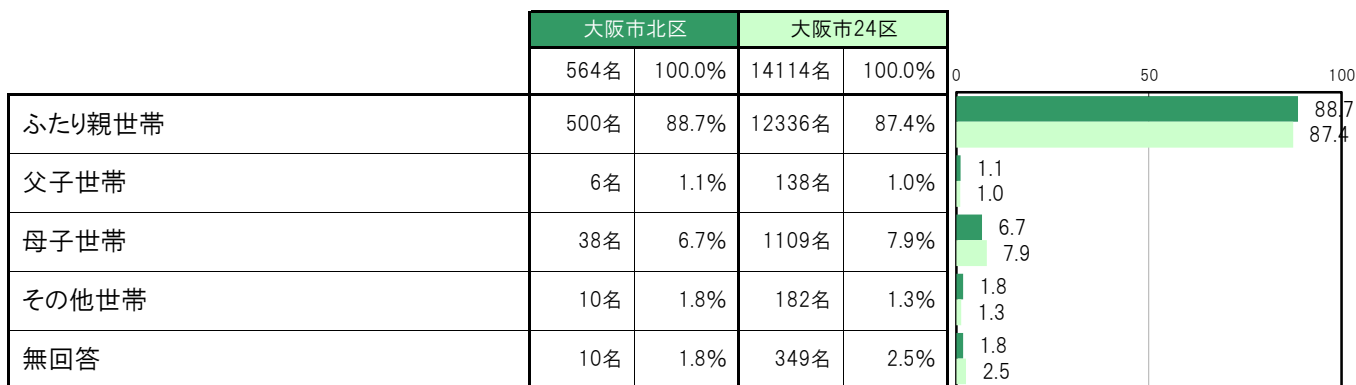 大阪市北区 大阪市24区
564名 100.0% 14114名 100.0% 0 50 100
ふたり親世帯 500名 88.7% 12336名 87.4% 88.7
87.4
父子世帯 6名 1.1% 138名 1.0% 1.1
1.0
母子世帯 38名 6.7% 1109名 7.9% 6.7
7.9
その他世帯 10名 1.8% 182名 1.3% 1.8
1.3
無回答 10名 1.8% 349名 2.5% 1.8
2.5